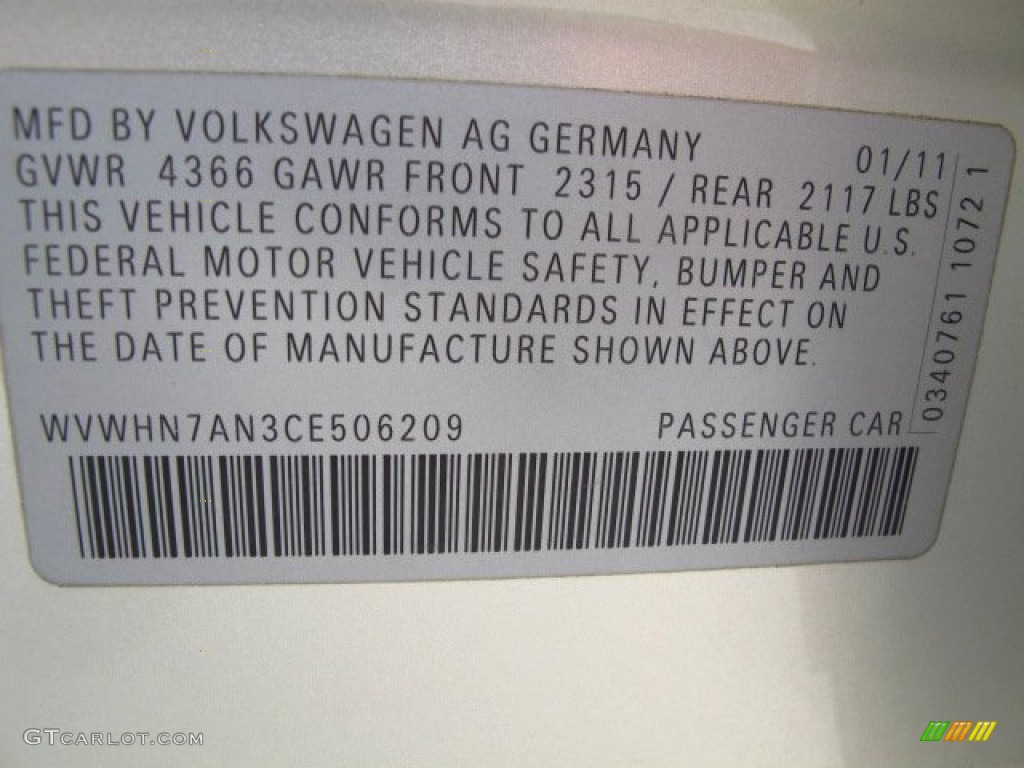 MFD BY VOLKSWAGEN AG GERMANY 01/11
GVWR 4366 GAWR FRONT 2315 / REAR 2117 LBS
THIS VEHICLE CONFORMS TO ALL APPLICABLE U.S.
FEDERAL MOTOR VEHICLE SAFETY, BUMPER AND
THEFT PREVENTION STANDARDS IN EFFECT ON
THE DATE OF MANUFACTURE SHOWN ABOVE.
WVWHN7AN3CE506209 PASSENGER CAR
0340761 1072 1
GTCARLOT.COM